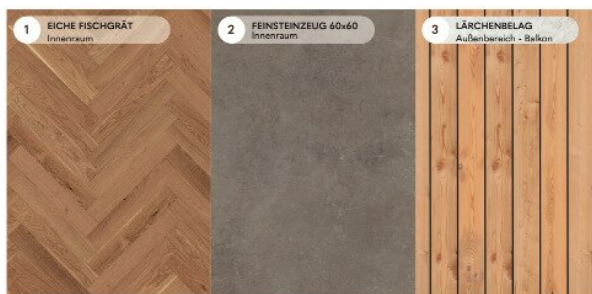 1 EICHE FISCHGRÄT
Innenraum
2 FEINSTEINZEUG 60x60
Innenraum
3 LÄRCHENBELAG
Außenbereich - Balkon